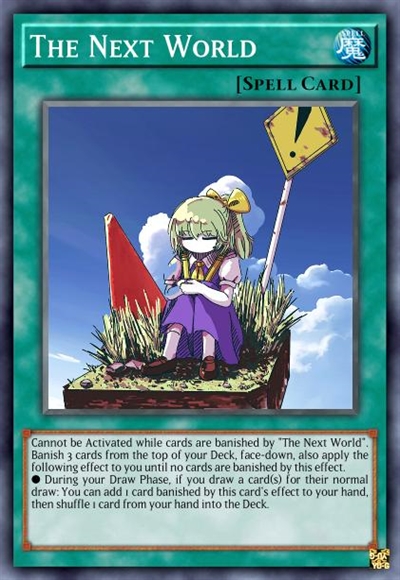 The Next World
[Spell Card]
Cannot be Activated while cards are banished by "The Next World".
Banish 3 cards from the top of your Deck, face-down, also apply the
following effect to you until no cards are banished by this effect.
● During your Draw Phase, if you draw a card(s) for their normal
draw: You can add 1 card banished by this card's effect to your hand,
then shuffle 1 card from your hand into the Deck.